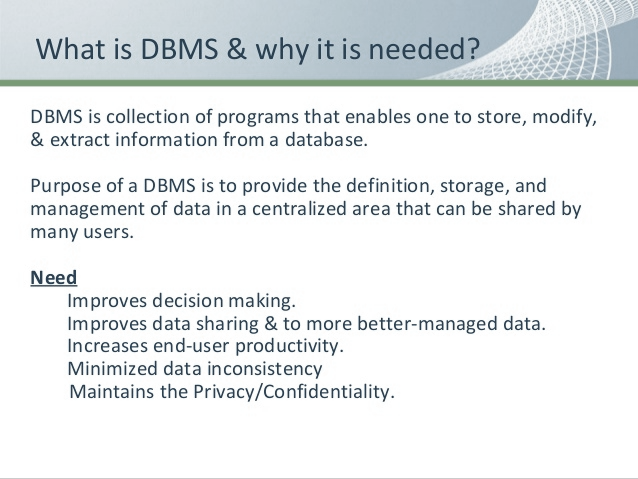 What is DBMS & why it is needed?
DBMS is collection of programs that enables one to store, modify,
& extract information from a database.
Purpose of a DBMS is to provide the definition, storage, and
management of data in a centralized area that can be shared by
many users.
Need
Improves decision making.
Improves data sharing & to more better-managed data.
Increases end-user productivity.
Minimized data inconsistency
Maintains the Privacy/Confidentiality.